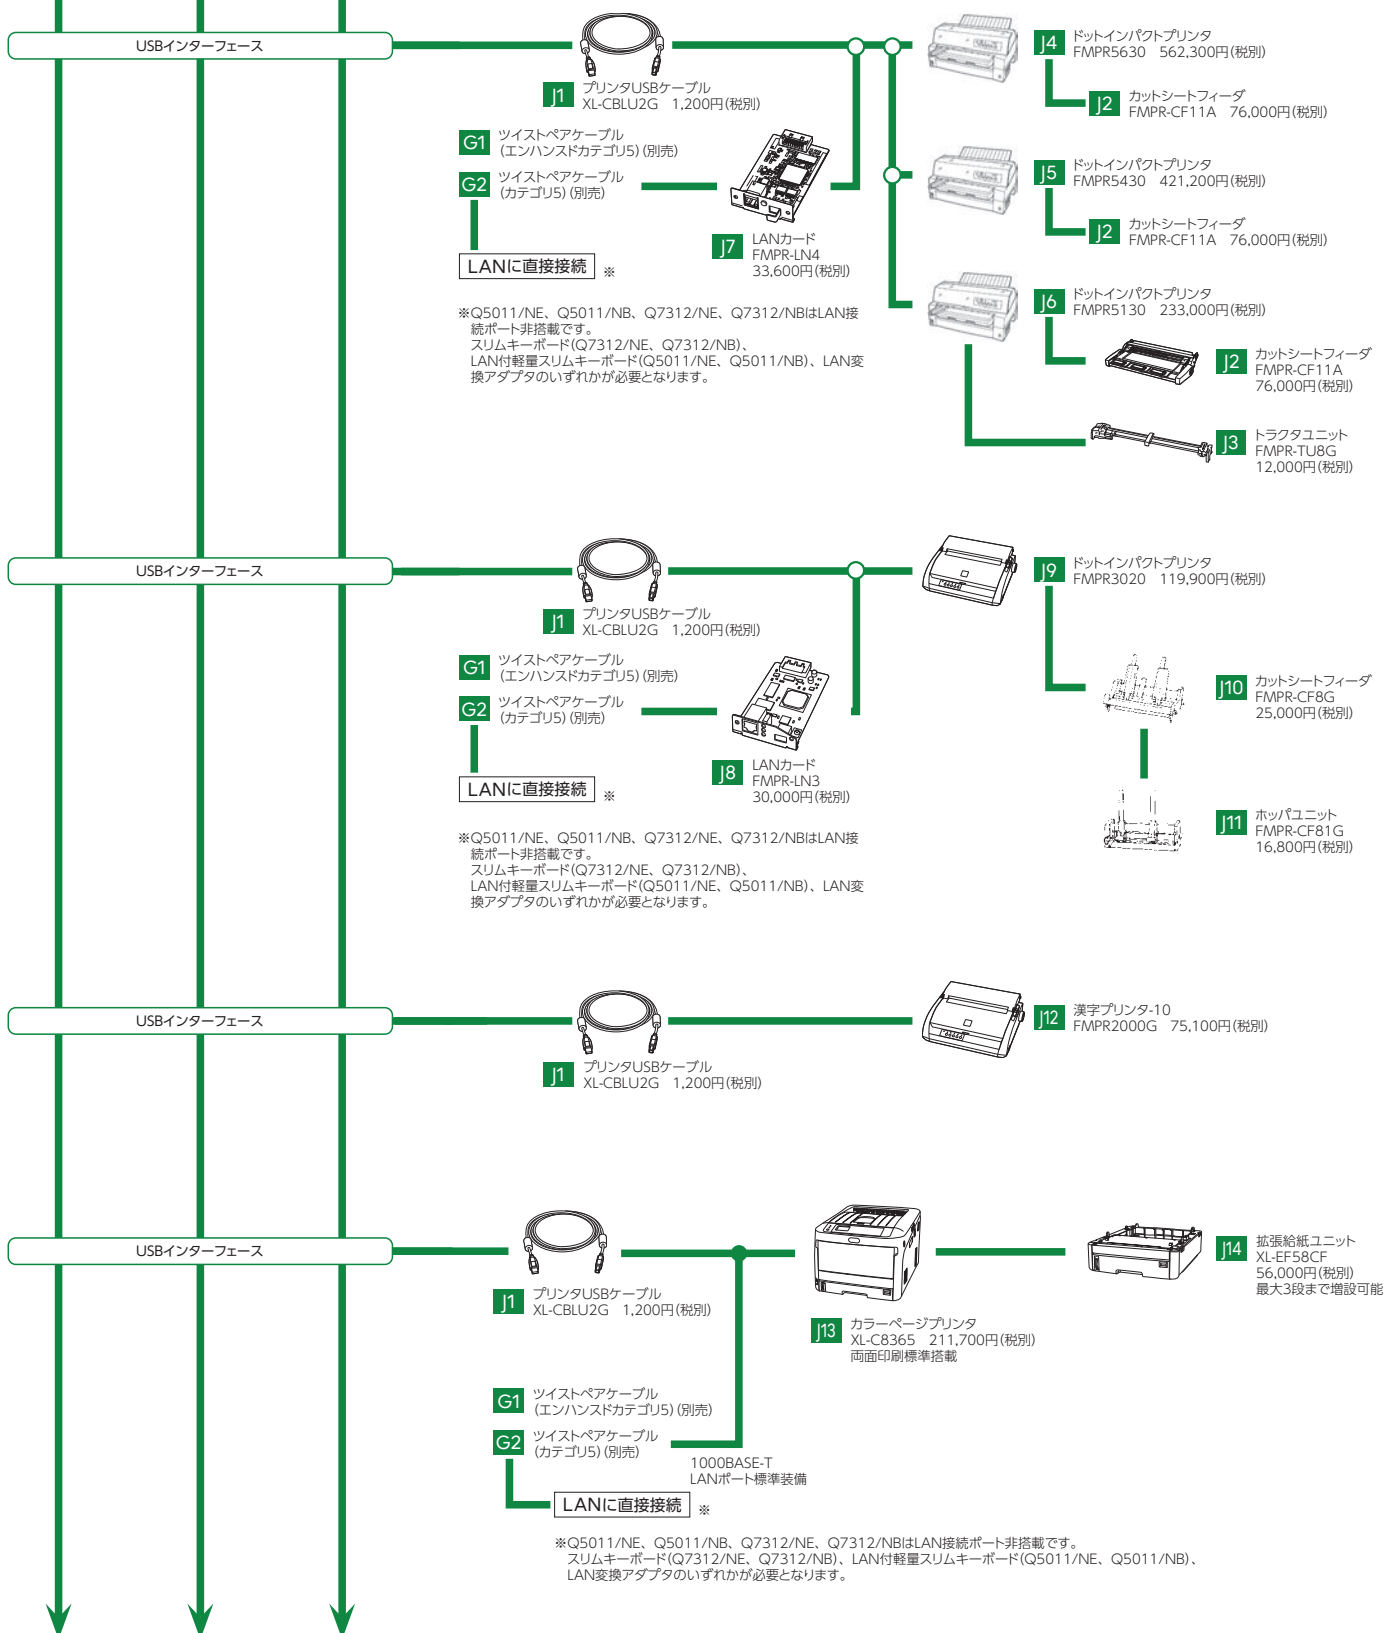 USBインターフェース
J1 プリンタUSBケーブル
XL-CBLU2G 1,200円(税別)
G1 ツイストペアケーブル
(エンハンスドカテゴリ5)(別売)
G2 ツイストペアケーブル
(カテゴリ5)(別売)
LANに直接接続 ※
J7 LANカード
FMPR-LN4
33,600円(税別)
※Q5011/NE、Q5011/NB、Q7312/NE、Q7312/NBはLAN接
続ポート非搭載です。
スリムキーボード(Q7312/NE、Q7312/NB)、
LAN付軽量スリムキーボード(Q5011/NE、Q5011/NB)、LAN変
換アダプタのいずれかが必要となります。
J4 ドットインパクトプリンタ
FMPR5630 562,300円(税別)
J2 カットシートフィーダ
FMPR-CF11A 76,000円(税別)
J5 ドットインパクトプリンタ
FMPR5430 421,200円(税別)
J2 カットシートフィーダ
FMPR-CF11A 76,000円(税別)
J6 ドットインパクトプリンタ
FMPR5130 233,000円(税別)
J2 カットシートフィーダ
FMPR-CF11A
76,000円(税別)
J3 トラクタユニット
FMPR-TU8G
12,000円(税別)
USBインターフェース
J1 プリンタUSBケーブル
XL-CBLU2G 1,200円(税別)
G1 ツイストペアケーブル
(エンハンスドカテゴリ5)(別売)
G2 ツイストペアケーブル
(カテゴリ5)(別売)
LANに直接接続 ※
J8 LANカード
FMPR-LN3
30,000円(税別)
※Q5011/NE、Q5011/NB、Q7312/NE、Q7312/NBはLAN接
続ポート非搭載です。
スリムキーボード(Q7312/NE、Q7312/NB)、
LAN付軽量スリムキーボード(Q5011/NE、Q5011/NB)、LAN変
換アダプタのいずれかが必要となります。
J9 ドットインパクトプリンタ
FMPR3020 119,900円(税別)
J10 カットシートフィーダ
FMPR-CF8G
25,000円(税別)
J11 ホッパユニット
FMPR-CF81G
16,800円(税別)
USBインターフェース
J1 プリンタUSBケーブル
XL-CBLU2G 1,200円(税別)
J12 漢字プリンタ-10
FMPR2000G 75,100円(税別)
USBインターフェース
J1 プリンタUSBケーブル
XL-CBLU2G 1,200円(税別)
J13 カラーページプリンタ
XL-C8365 211,700円(税別)
両面印刷標準搭載
J14 拡張給紙ユニット
XL-EF58CF
56,000円(税別)
最大3段まで増設可能
G1 ツイストペアケーブル
(エンハンスドカテゴリ5)(別売)
G2 ツイストペアケーブル
(カテゴリ5)(別売)
1000BASE-T
LANポート標準装備
LANに直接接続 ※
※Q5011/NE、Q5011/NB、Q7312/NE、Q7312/NBはLAN接続ポート非搭載です。
スリムキーボード(Q7312/NE、Q7312/NB)、LAN付軽量スリムキーボード(Q5011/NE、Q5011/NB)、
LAN変換アダプタのいずれかが必要となります。